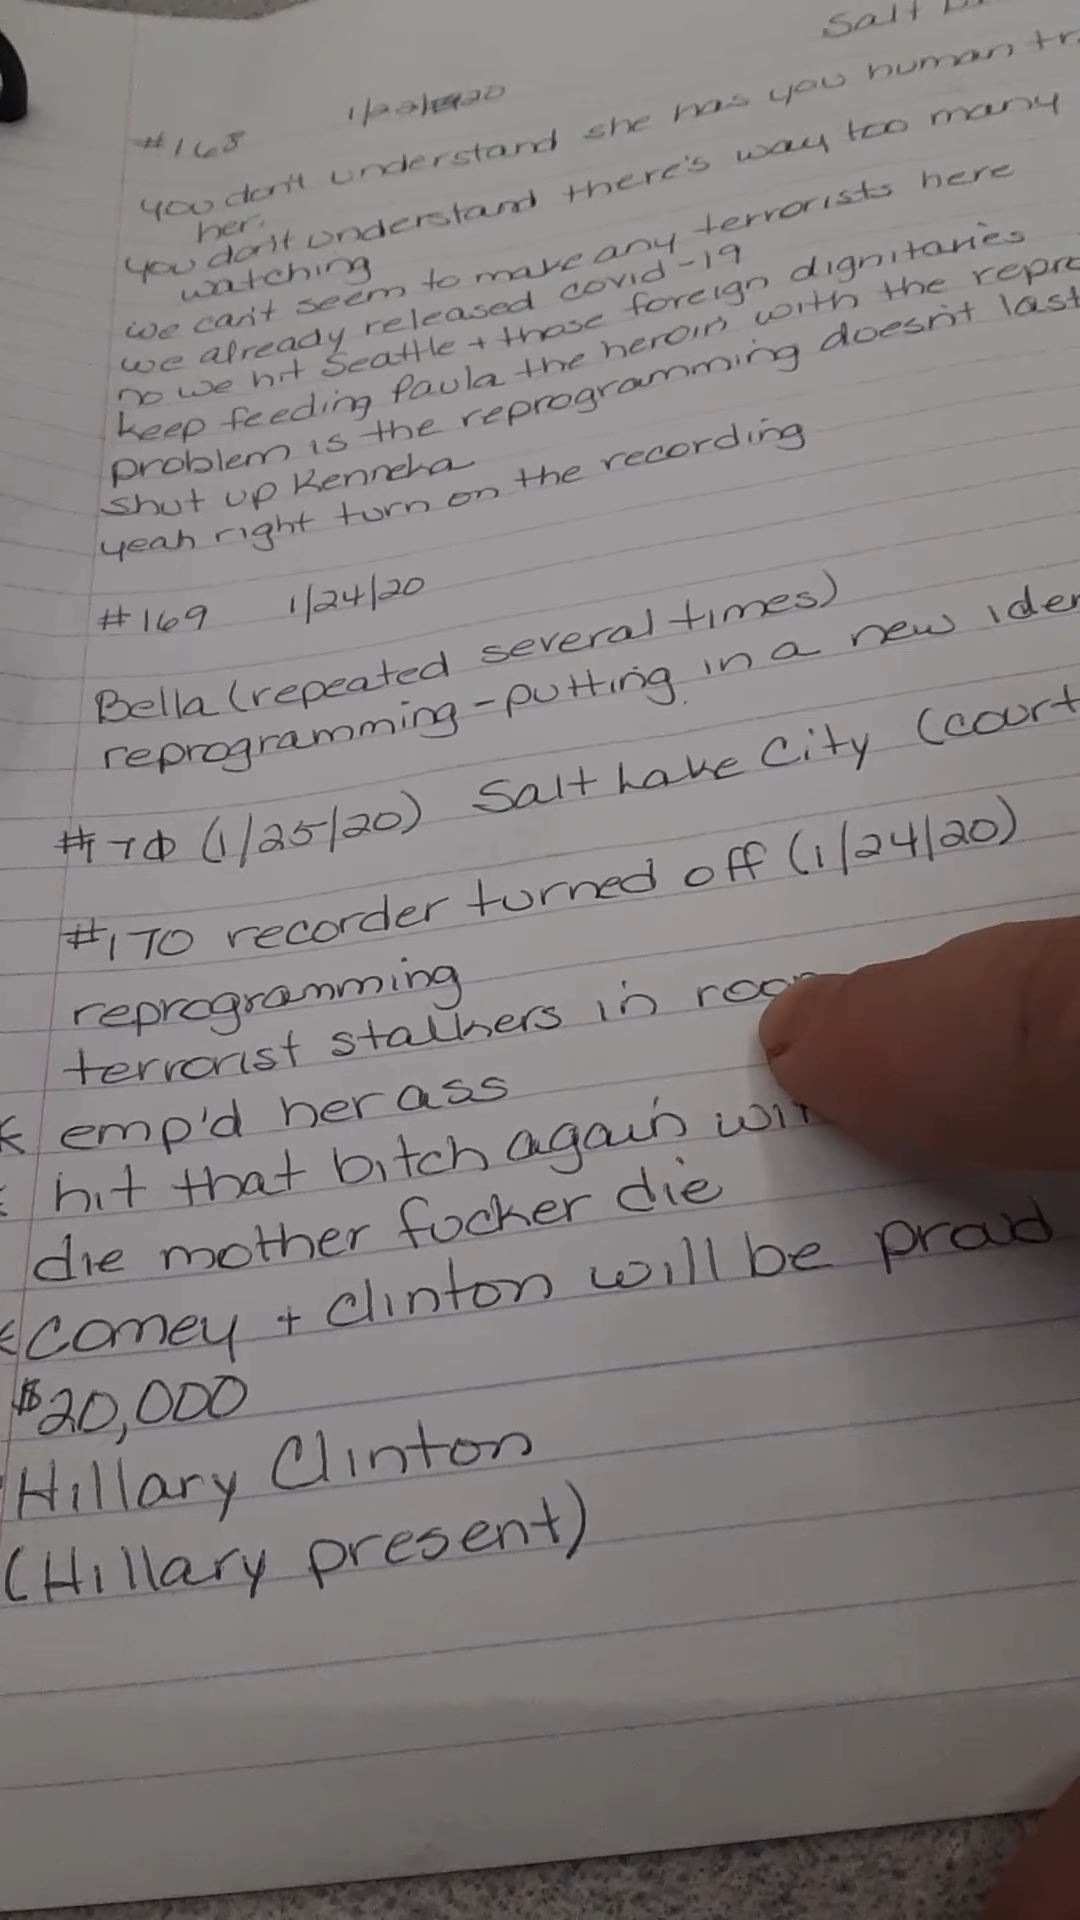 Salt
#168 1/23/2020
you don't understand she has you human tr
her.
you don't understand there's way too many
watching
we can't seem to make any terrorists here
we already released covid-19
no we hit Seattle + those foreign dignitaries
keep feeding Paula the heroin with the repro
problem is the reprogramming doesn't last
shut up Kenneka
yeah right turn on the recording
#169 1/24/20
Bella (repeated several times)
reprogramming - putting in a new iden
#170 (1/25/20) Salt Lake City (court
#170 recorder turned off (1/24/20)
reprogramming
terrorist stalkers in room
emp'd her ass
hit that bitch again wit
die mother fucker die
Comey + Clinton will be proud
$20,000
Hillary Clinton
(Hillary present)